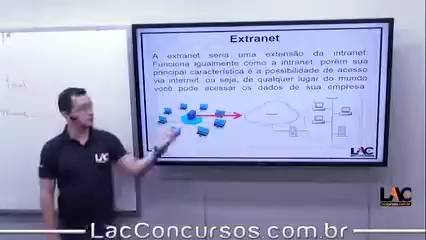 Extranet
A extranet seria uma extensão da intranet.
Funciona igualmente como a intranet, porém sua
principal característica é a possibilidade de acesso
via internet, ou seja, de qualquer lugar do mundo
você pode acessar os dados de sua empresa
LAC
LAC
LAC
LacConcursos.com.br